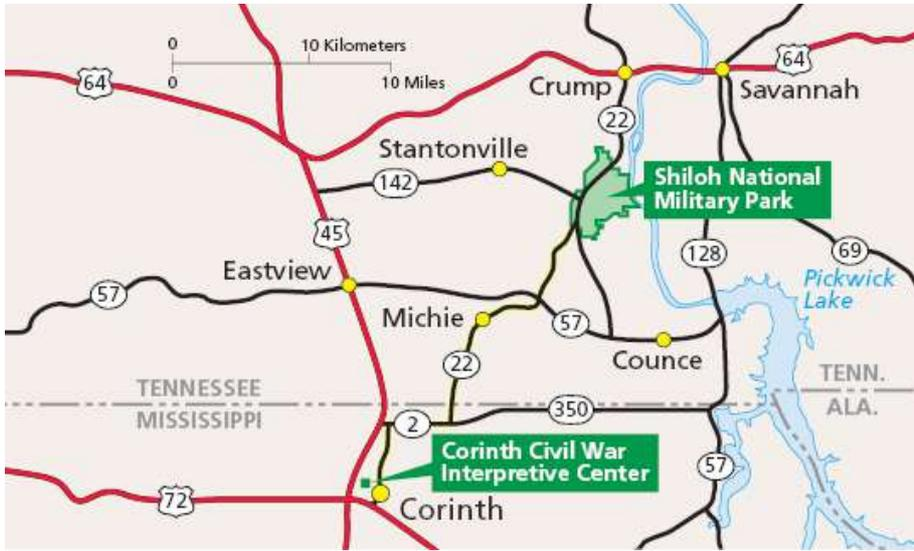 0 10 Kilometers
0 10 Miles
64
64
Crump
Savannah
22
Stantonville
142
Shiloh National
Military Park
45
128
69
Eastview
57
Pickwick
Lake
Michie
57
Counce
22
TENNESSEE
TENN.
MISSISSIPPI
ALA.
350
2
Corinth Civil War
Interpretive Center
57
72
Corinth